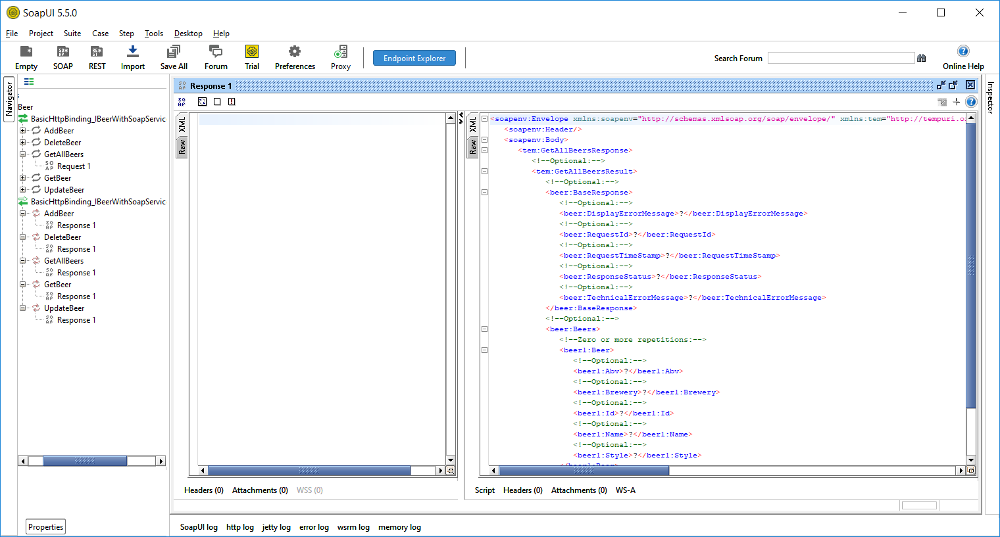 SoapUI 5.5.0
File Project Suite Case Step Tools Desktop Help
Empty SOAP REST Import Save All Forum Trial Preferences Proxy Endpoint Explorer Search Forum Online Help
Navigator
Beer
BasicHttpBinding_IBeerWithSoapServic
AddBeer
DeleteBeer
GetAllBeers
Request 1
GetBeer
UpdateBeer
BasicHttpBinding_IBeerWithSoapServic
AddBeer
Response 1
DeleteBeer
Response 1
GetAllBeers
Response 1
GetBeer
Response 1
UpdateBeer
Response 1
Properties
Response 1
XML
Raw
Headers (0) Attachments (0) WSS (0)
XML
Raw
<soapenv:Envelope xmlns:soapenv="http://schemas.xmlsoap.org/soap/envelope/" xmlns:tem="http://tempuri.o
<soapenv:Header/>
<soapenv:Body>
<tem:GetAllBeersResponse>
<!--Optional:-->
<tem:GetAllBeersResult>
<!--Optional:-->
<beer:BaseResponse>
<!--Optional:-->
<beer:DisplayErrorMessage>?</beer:DisplayErrorMessage>
<!--Optional:-->
<beer:RequestId>?</beer:RequestId>
<!--Optional:-->
<beer:RequestTimeStamp>?</beer:RequestTimeStamp>
<!--Optional:-->
<beer:ResponseStatus>?</beer:ResponseStatus>
<!--Optional:-->
<beer:TechnicalErrorMessage>?</beer:TechnicalErrorMessage>
</beer:BaseResponse>
<!--Optional:-->
<beer:Beers>
<!--Zero or more repetitions:-->
<beer1:Beer>
<!--Optional:-->
<beer1:Abv>?</beer1:Abv>
<!--Optional:-->
<beer1:Brewery>?</beer1:Brewery>
<!--Optional:-->
<beer1:Id>?</beer1:Id>
<!--Optional:-->
<beer1:Name>?</beer1:Name>
<!--Optional:-->
<beer1:Style>?</beer1:Style>
</beer1:Beer>
Script Headers (0) Attachments (0) WS-A
Inspector
SoapUI log http log jetty log error log wsrm log memory log